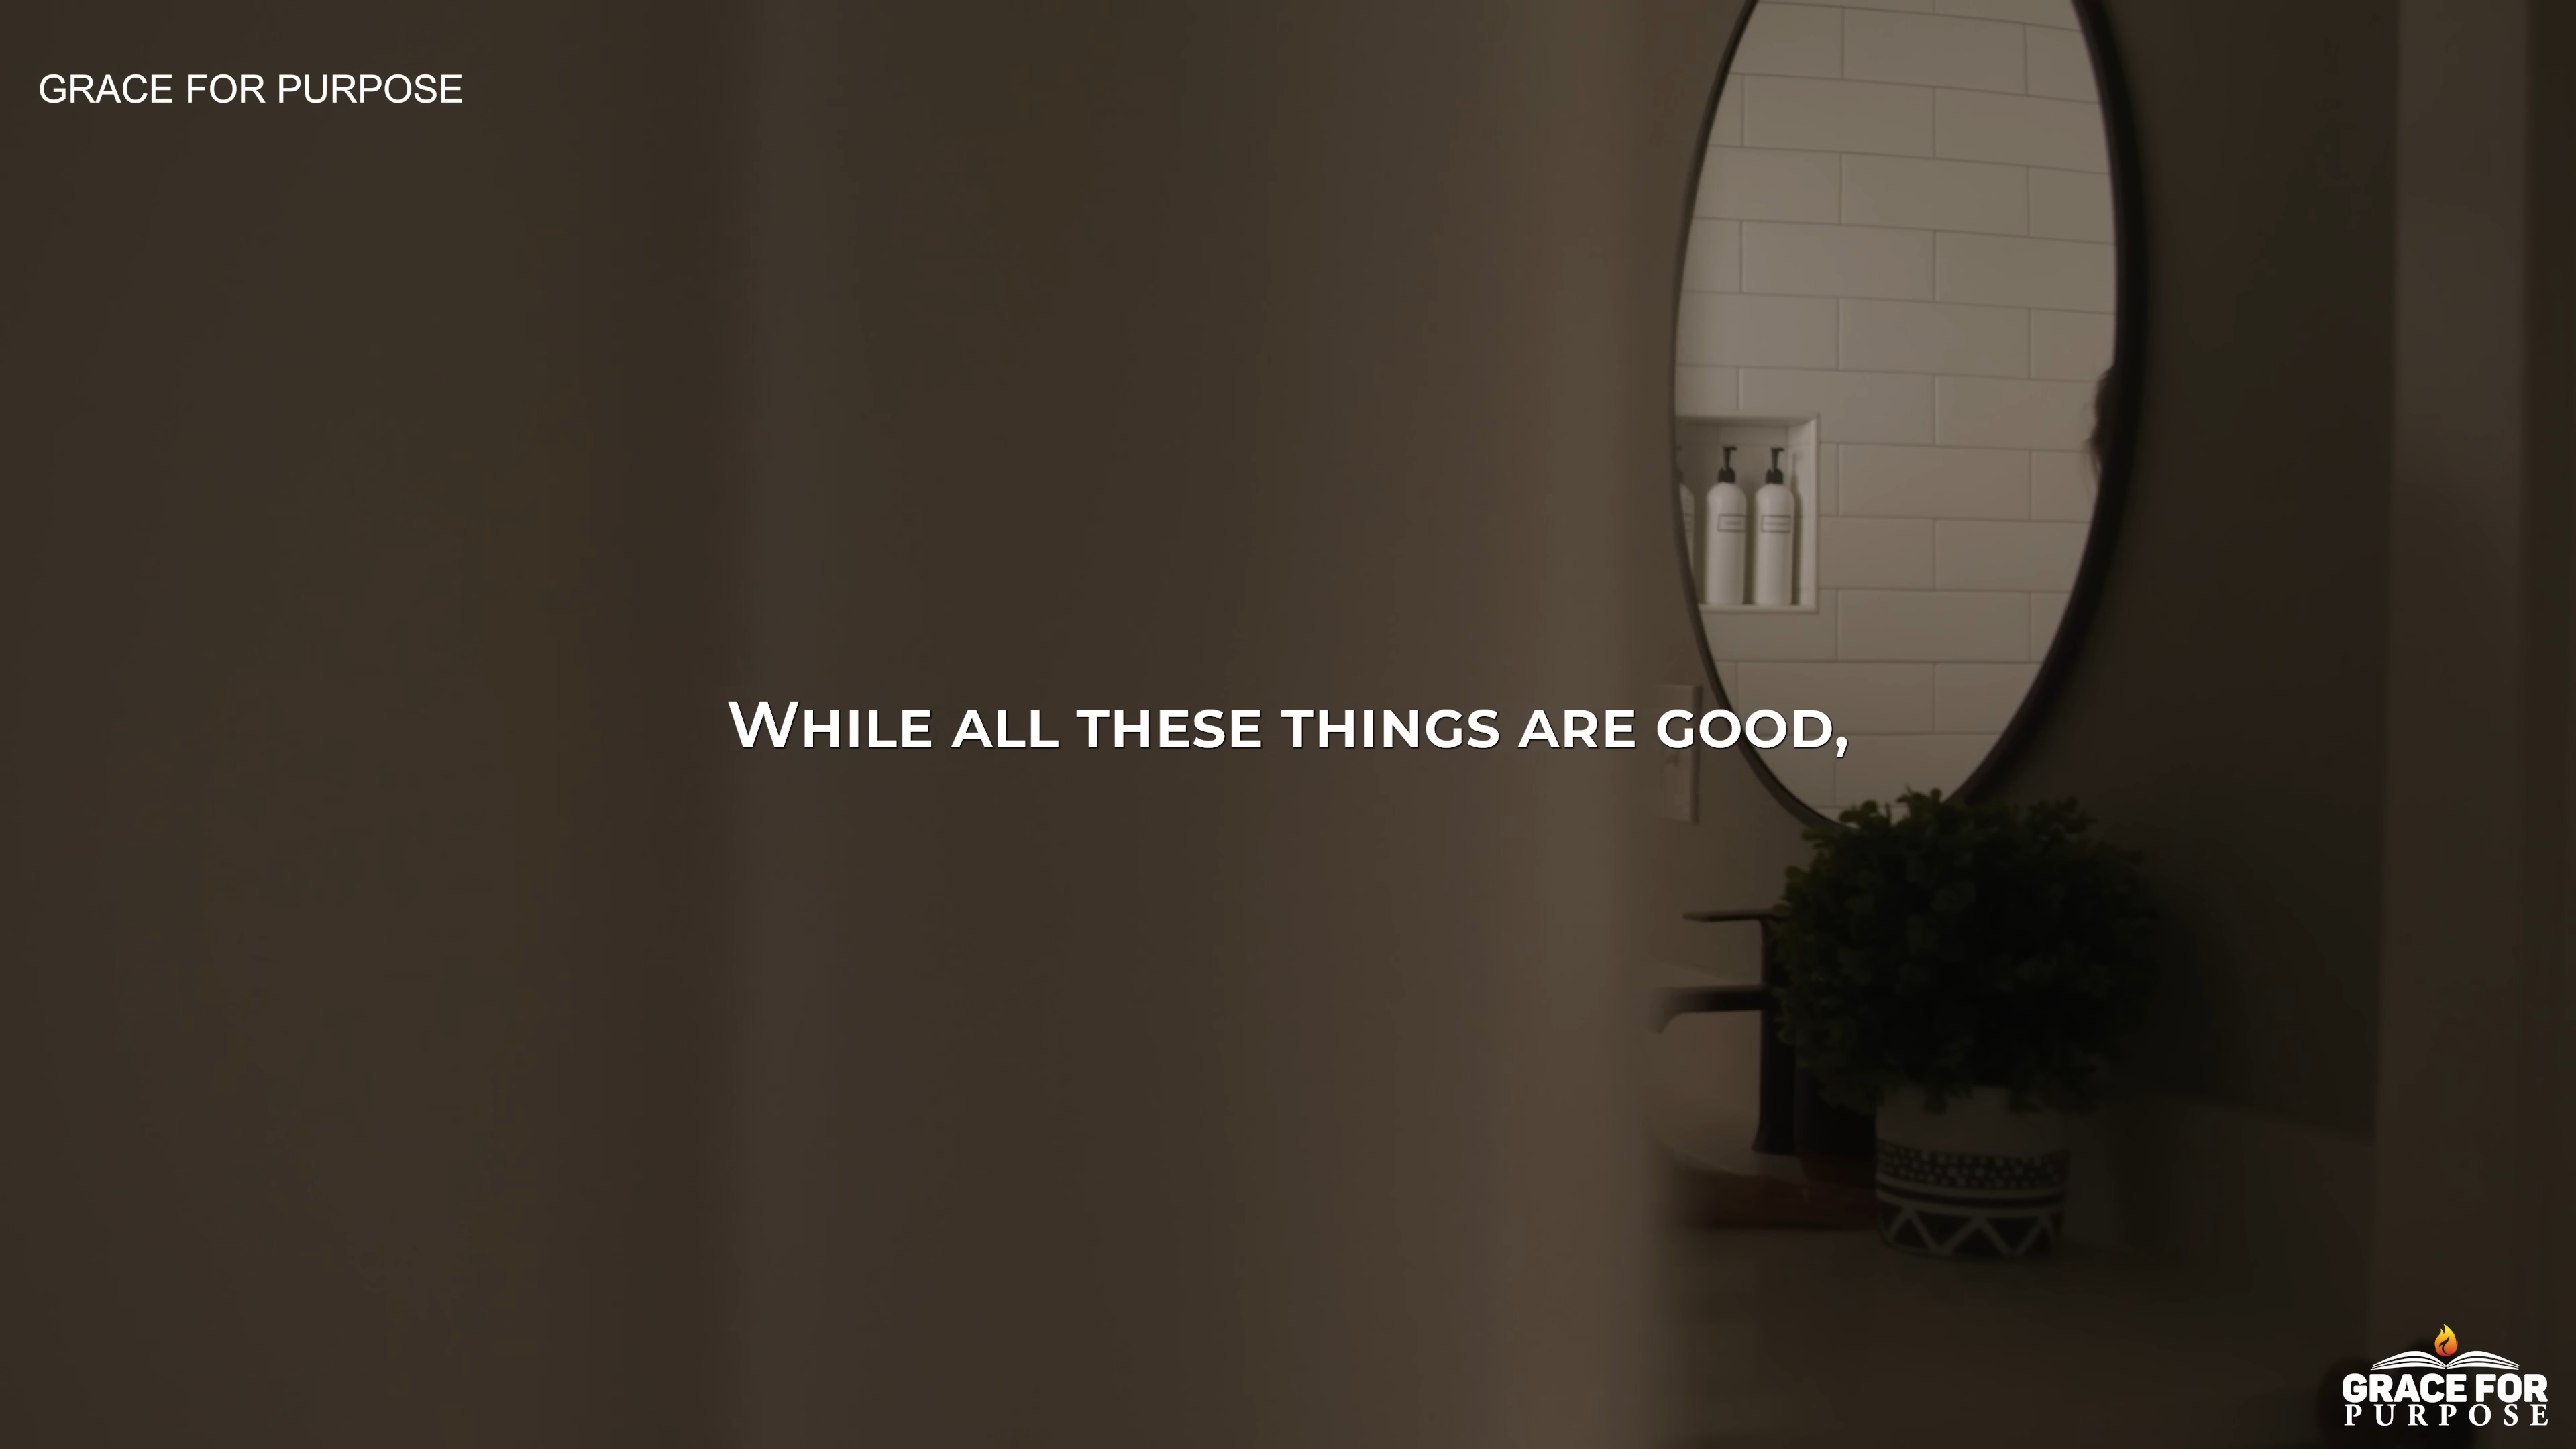 GRACE FOR PURPOSE
WHILE ALL THESE THINGS ARE GOOD,
GRACE FOR
PURPOSE